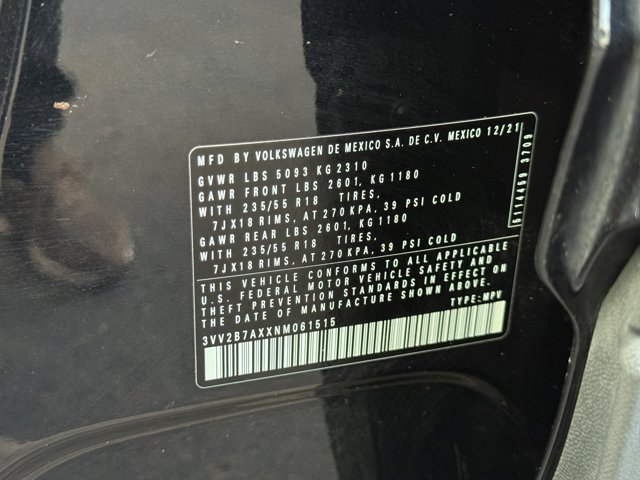 MFD BY VOLKSWAGEN DE MEXICO S.A. DE C.V. MEXICO 12/21
GVWR LBS 5093 KG 2310
GAWR FRONT LBS 2601, KG 1180
WITH 235/55 R18 TIRES,
7JX18 RIMS, AT 270 KPA, 39 PSI COLD
GAWR REAR LBS 2601, KG 1180
WITH 235/55 R18 TIRES,
7JX18 RIMS, AT 270 KPA, 39 PSI COLD
THIS VEHICLE CONFORMS TO ALL APPLICABLE
U.S. FEDERAL MOTOR VEHICLE SAFETY AND
THEFT PREVENTION STANDARDS IN EFFECT ON
THE DATE OF MANUFACTURE SHOWN ABOVE.
TYPE: MPV
3VV2B7AXXNM061515
3709